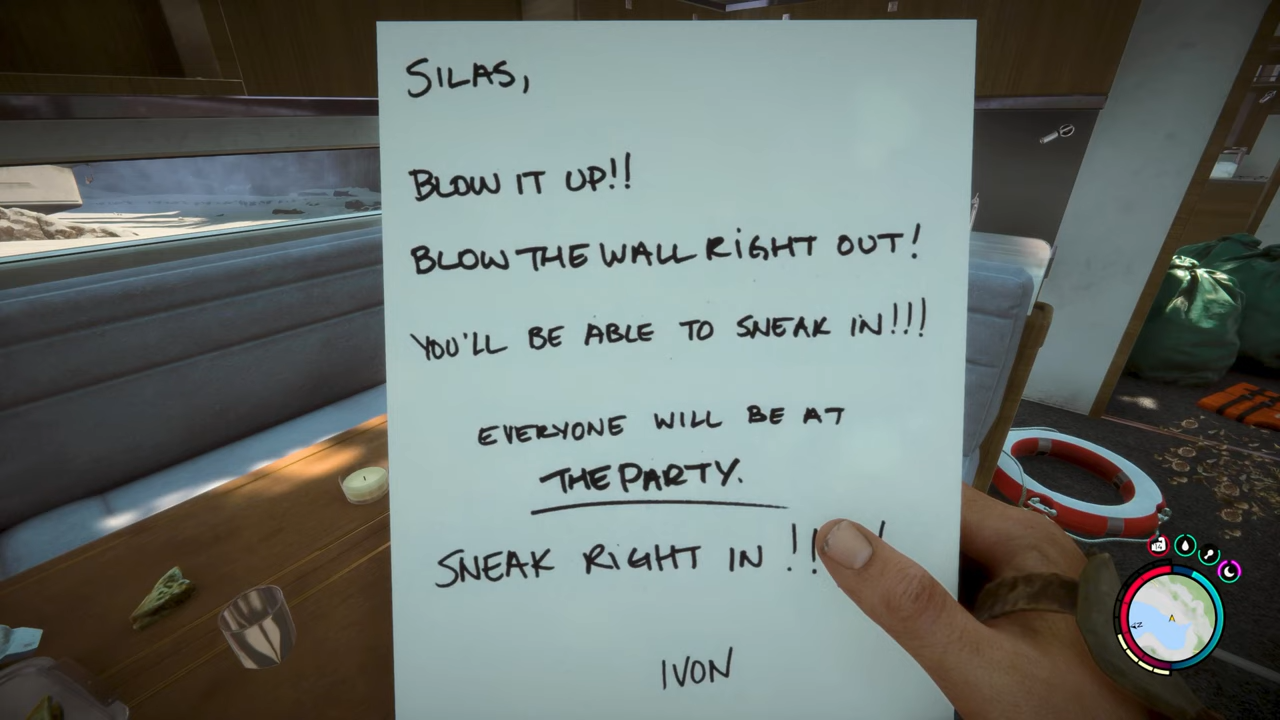 SILAS,
BLOW IT UP!!
BLOW THE WALL RIGHT OUT!
YOU'LL BE ABLE TO SNEAK IN!!!
EVERYONE WILL BE AT
THE PARTY.
SNEAK RIGHT IN !!
IVON